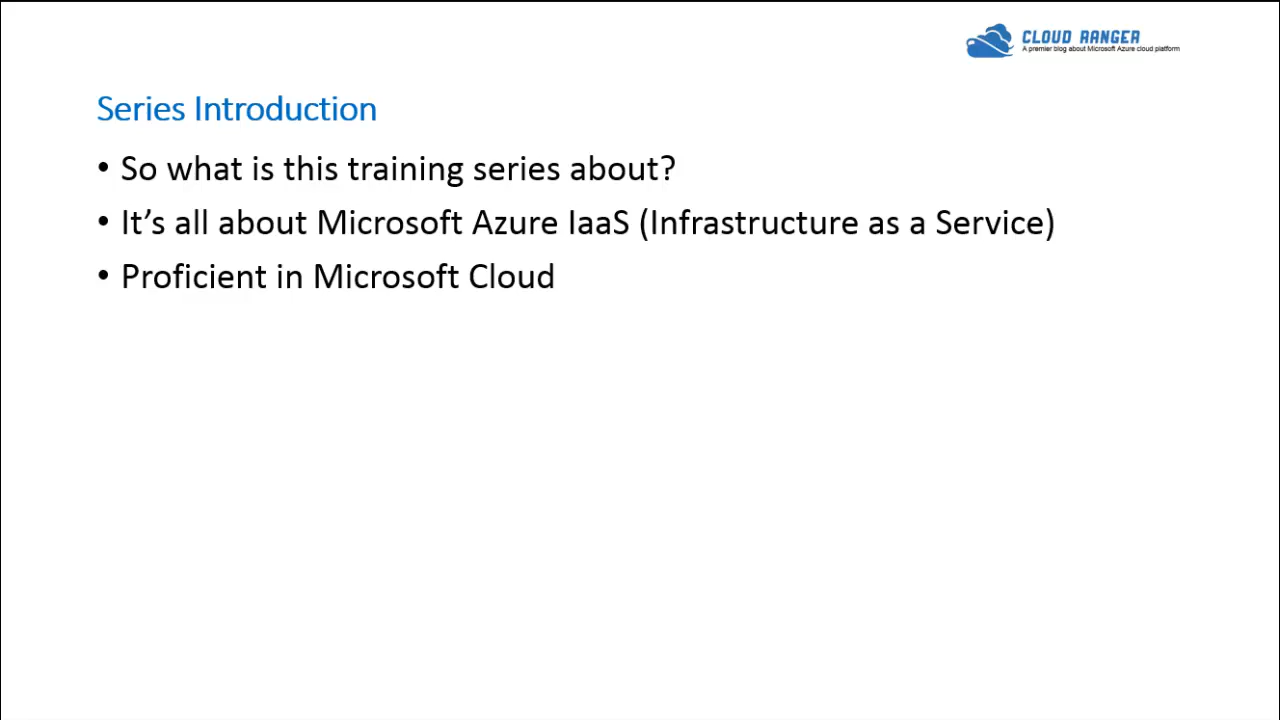 CLOUD RANGER
A premier blog about Microsoft Azure cloud platform
Series Introduction
• So what is this training series about?
• It’s all about Microsoft Azure IaaS (Infrastructure as a Service)
• Proficient in Microsoft Cloud